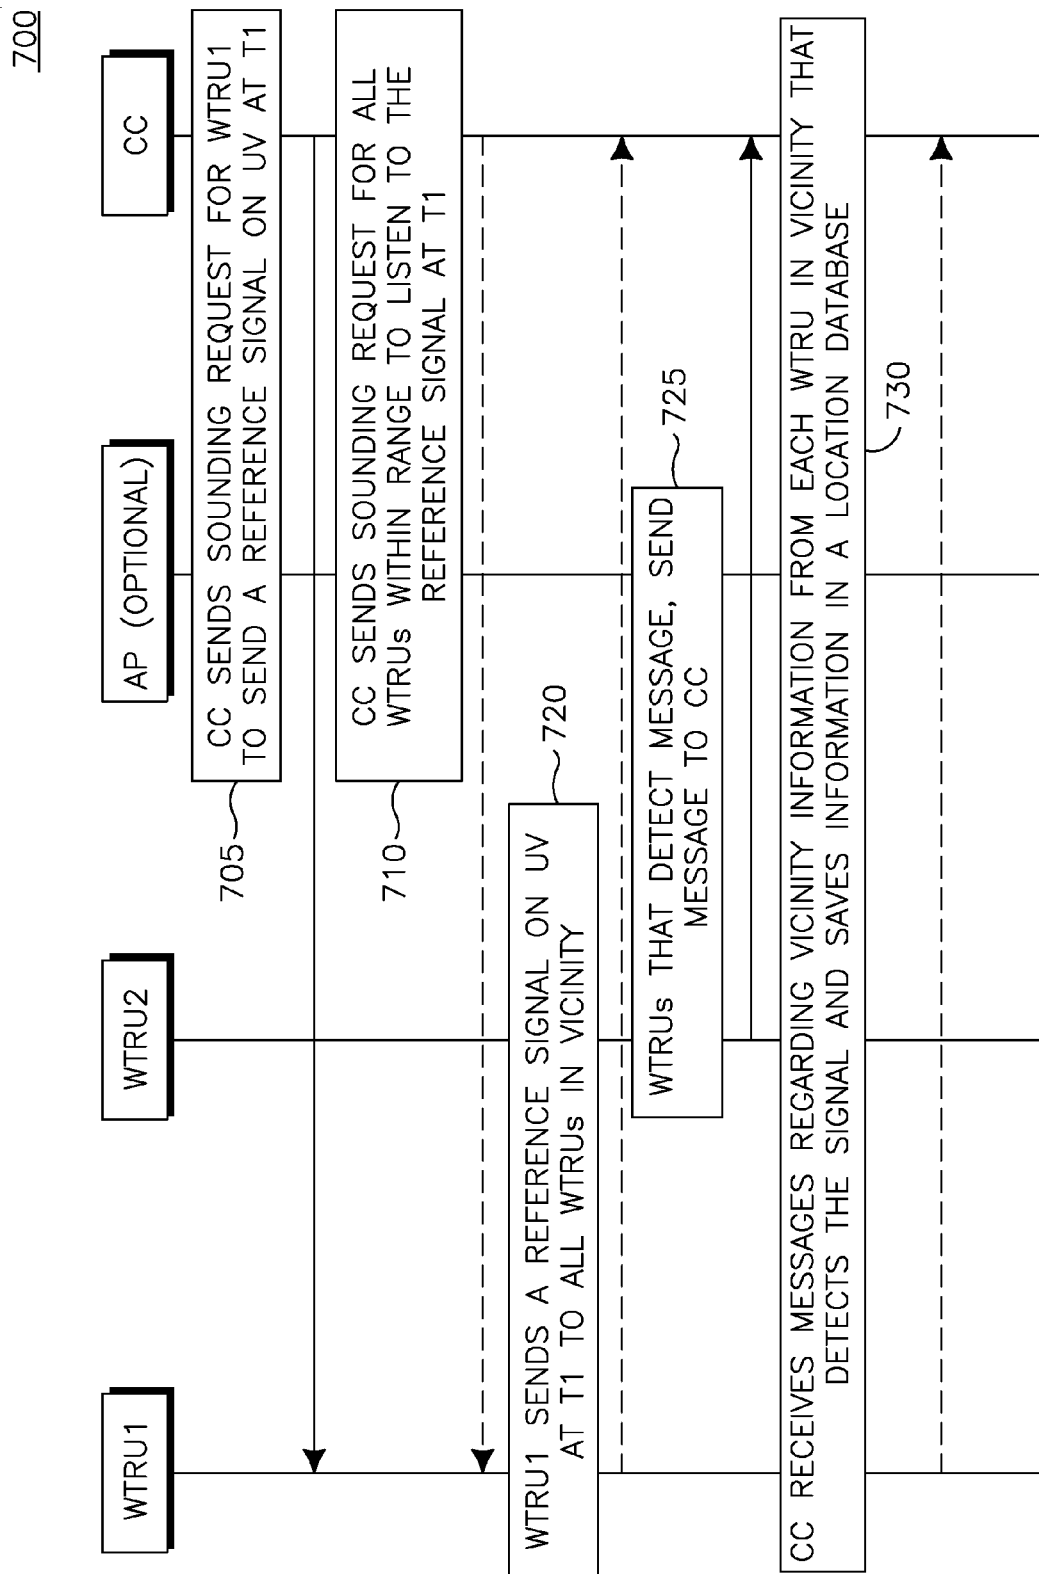 700
WTRU1
WTRU2
AP (OPTIONAL)
CC
CC SENDS SOUNDING REQUEST FOR WTRU1
TO SEND A REFERENCE SIGNAL ON UV AT T1
705
CC SENDS SOUNDING REQUEST FOR ALL
WTRUs WITHIN RANGE TO LISTEN TO THE
REFERENCE SIGNAL AT T1
710
WTRU1 SENDS A REFERENCE SIGNAL ON UV
AT T1 TO ALL WTRUs IN VICINITY
720
WTRUs THAT DETECT MESSAGE, SEND
MESSAGE TO CC
725
CC RECEIVES MESSAGES REGARDING VICINITY INFORMATION FROM EACH WTRU IN VICINITY THAT
DETECTS THE SIGNAL AND SAVES INFORMATION IN A LOCATION DATABASE
730